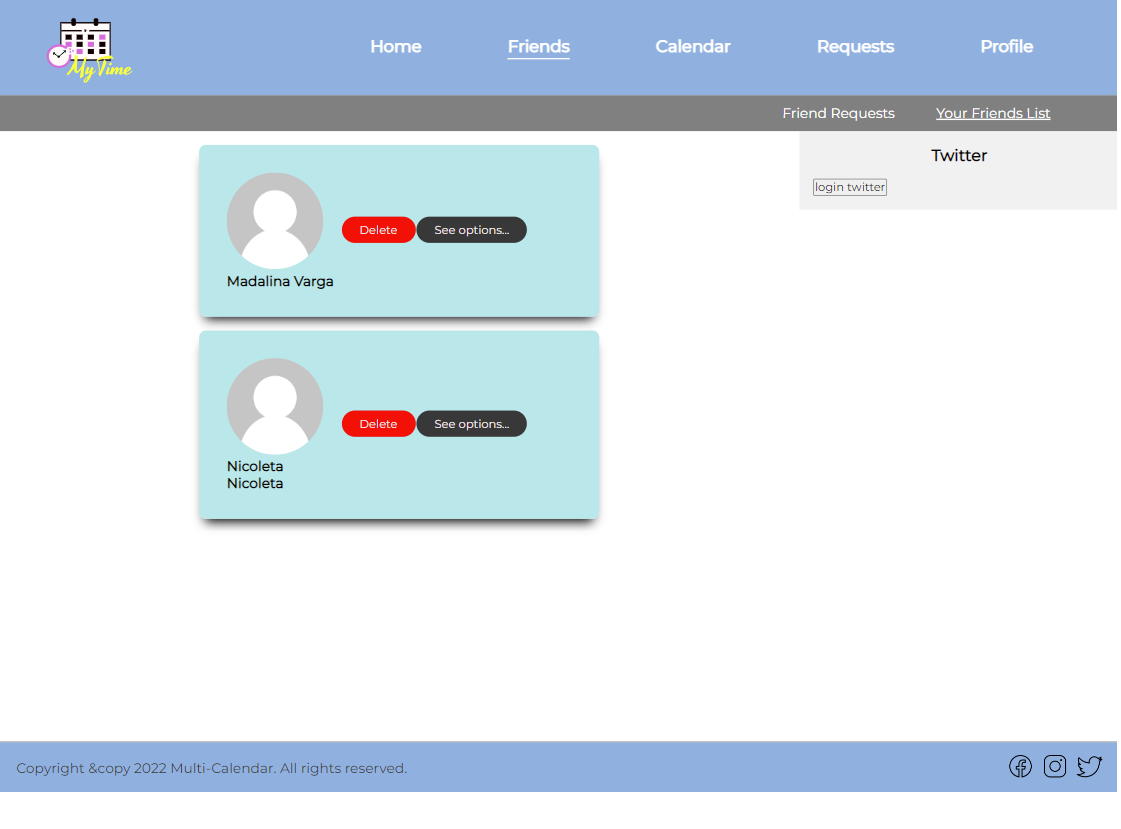 My Time
Home Friends Calendar Requests Profile
Friend Requests Your Friends List
Twitter
login twitter
Delete See options...
Madalina Varga
Delete See options...
Nicoleta
Nicoleta
Copyright &copy 2022 Multi-Calendar. All rights reserved.